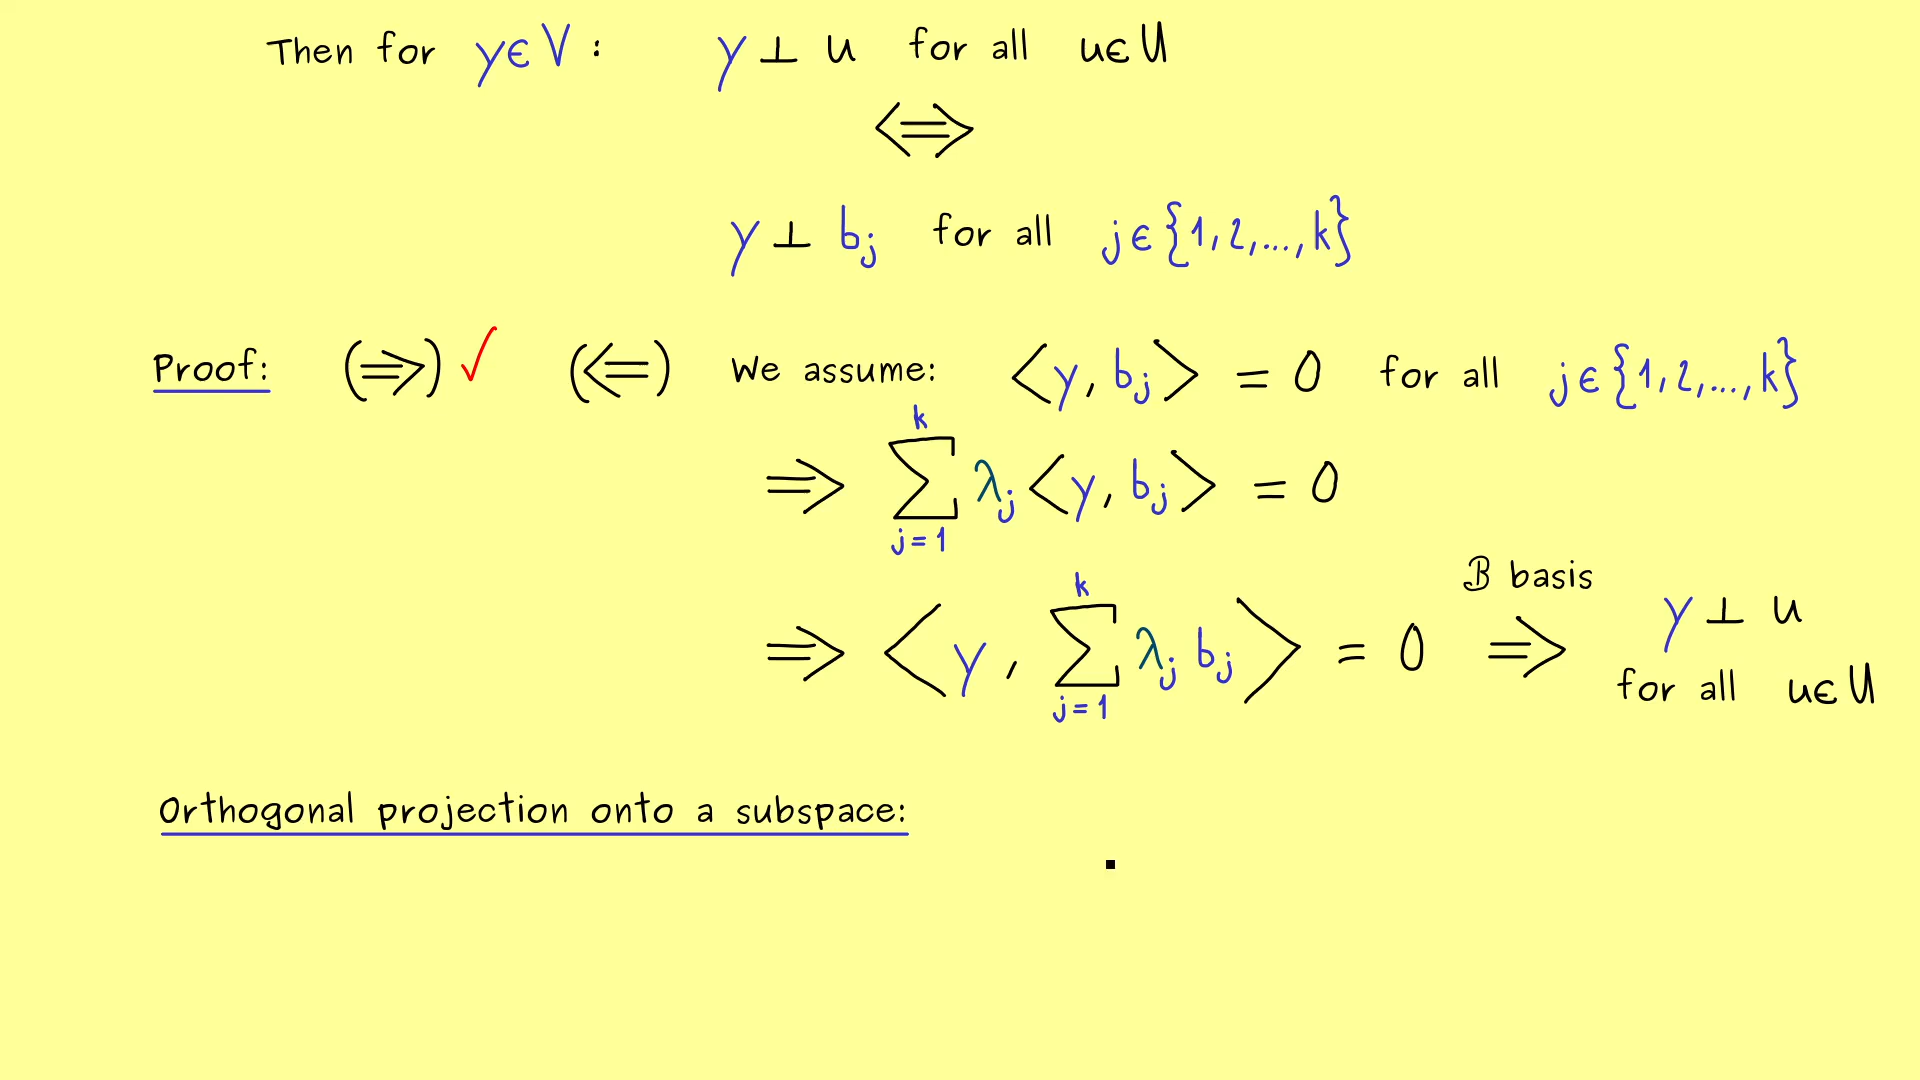 Then for y∈V: y ⊥ u for all u∈U
⟺
y ⊥ b_j for all j∈{1,2,...,k}
Proof: (⟹) ✓ (⟸) We assume: ⟨y, b_j⟩ = 0 for all j∈{1,2,...,k}
⟹ ∑_{j=1}^{k} λ_j ⟨y, b_j⟩ = 0
⟹ ⟨y, ∑_{j=1}^{k} λ_j b_j⟩ = 0 ⟹ (ℬ basis) y ⊥ u
for all u∈U
Orthogonal projection onto a subspace: